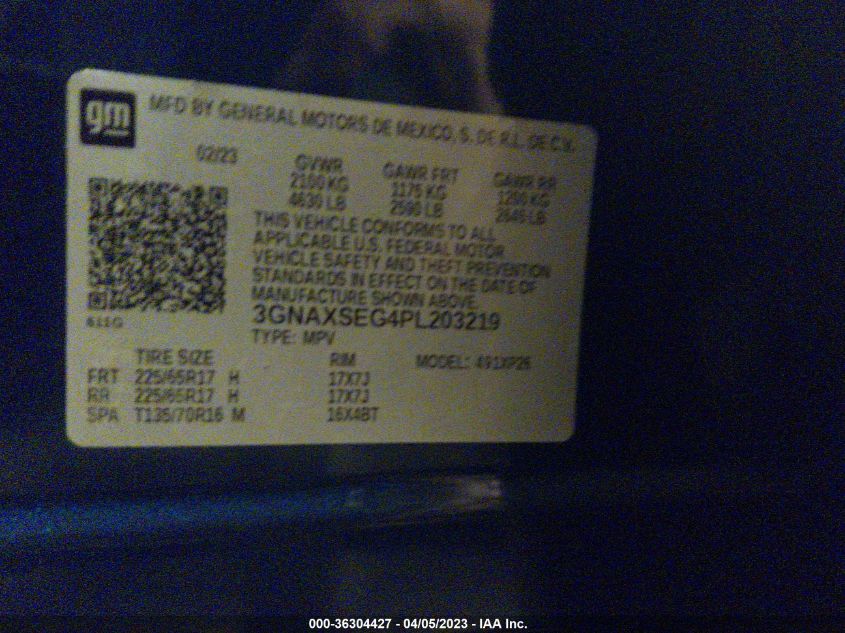 gm
MFD BY GENERAL MOTORS DE MEXICO, S. DE R.L. DE C.V.
02/23
GVWR GAWR FRT GAWR RR
2100 KG 1175 KG 1200 KG
4630 LB 2590 LB 2645 LB
THIS VEHICLE CONFORMS TO ALL
APPLICABLE U.S. FEDERAL MOTOR
VEHICLE SAFETY AND THEFT PREVENTION
STANDARDS IN EFFECT ON THE DATE OF
MANUFACTURE SHOWN ABOVE.
611G
3GNAXSEG4PL203219
TYPE: MPV
TIRE SIZE RIM MODEL: 491XP26
FRT 225/65R17 H 17X7J
RR 225/65R17 H 17X7J
SPA T135/70R16 M 16X4BT
000-36304427 - 04/05/2023 - IAA Inc.